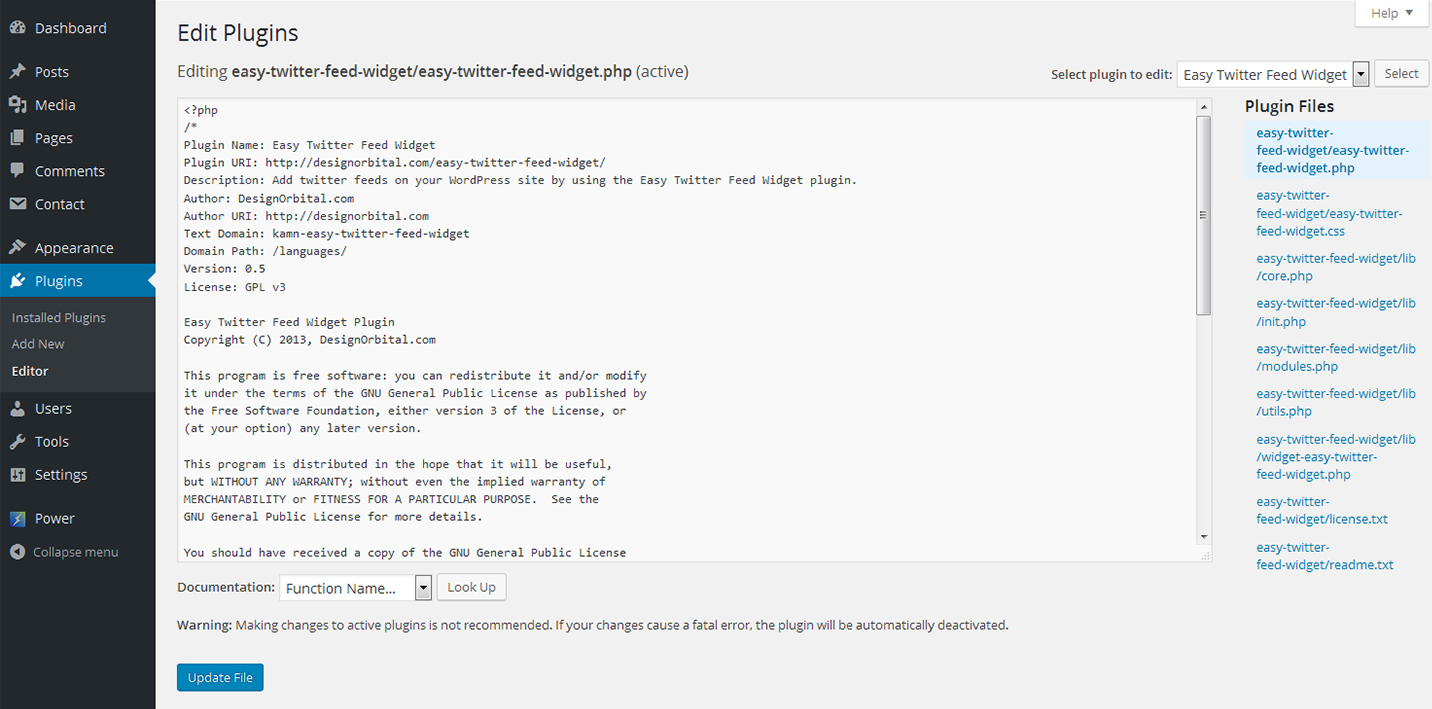 Dashboard
Posts
Media
Pages
Comments
Contact
Appearance
Plugins
Installed Plugins
Add New
Editor
Users
Tools
Settings
Power
Collapse menu
Help
Edit Plugins
Editing easy-twitter-feed-widget/easy-twitter-feed-widget.php (active)
Select plugin to edit: Easy Twitter Feed Widget Select
<?php
/*
Plugin Name: Easy Twitter Feed Widget
Plugin URI: http://designorbital.com/easy-twitter-feed-widget/
Description: Add twitter feeds on your WordPress site by using the Easy Twitter Feed Widget plugin.
Author: DesignOrbital.com
Author URI: http://designorbital.com
Text Domain: kamn-easy-twitter-feed-widget
Domain Path: /languages/
Version: 0.5
License: GPL v3

Easy Twitter Feed Widget Plugin
Copyright (C) 2013, DesignOrbital.com

This program is free software: you can redistribute it and/or modify
it under the terms of the GNU General Public License as published by
the Free Software Foundation, either version 3 of the License, or
(at your option) any later version.

This program is distributed in the hope that it will be useful,
but WITHOUT ANY WARRANTY; without even the implied warranty of
MERCHANTABILITY or FITNESS FOR A PARTICULAR PURPOSE.  See the
GNU General Public License for more details.

You should have received a copy of the GNU General Public License
Plugin Files
easy-twitter-
feed-widget/easy-twitter-
feed-widget.php
easy-twitter-
feed-widget/easy-twitter-
feed-widget.css
easy-twitter-feed-widget/lib
/core.php
easy-twitter-feed-widget/lib
/init.php
easy-twitter-feed-widget/lib
/modules.php
easy-twitter-feed-widget/lib
/utils.php
easy-twitter-feed-widget/lib
/widget-easy-twitter-
feed-widget.php
easy-twitter-
feed-widget/license.txt
easy-twitter-
feed-widget/readme.txt
Documentation: Function Name... Look Up
Warning: Making changes to active plugins is not recommended. If your changes cause a fatal error, the plugin will be automatically deactivated.
Update File